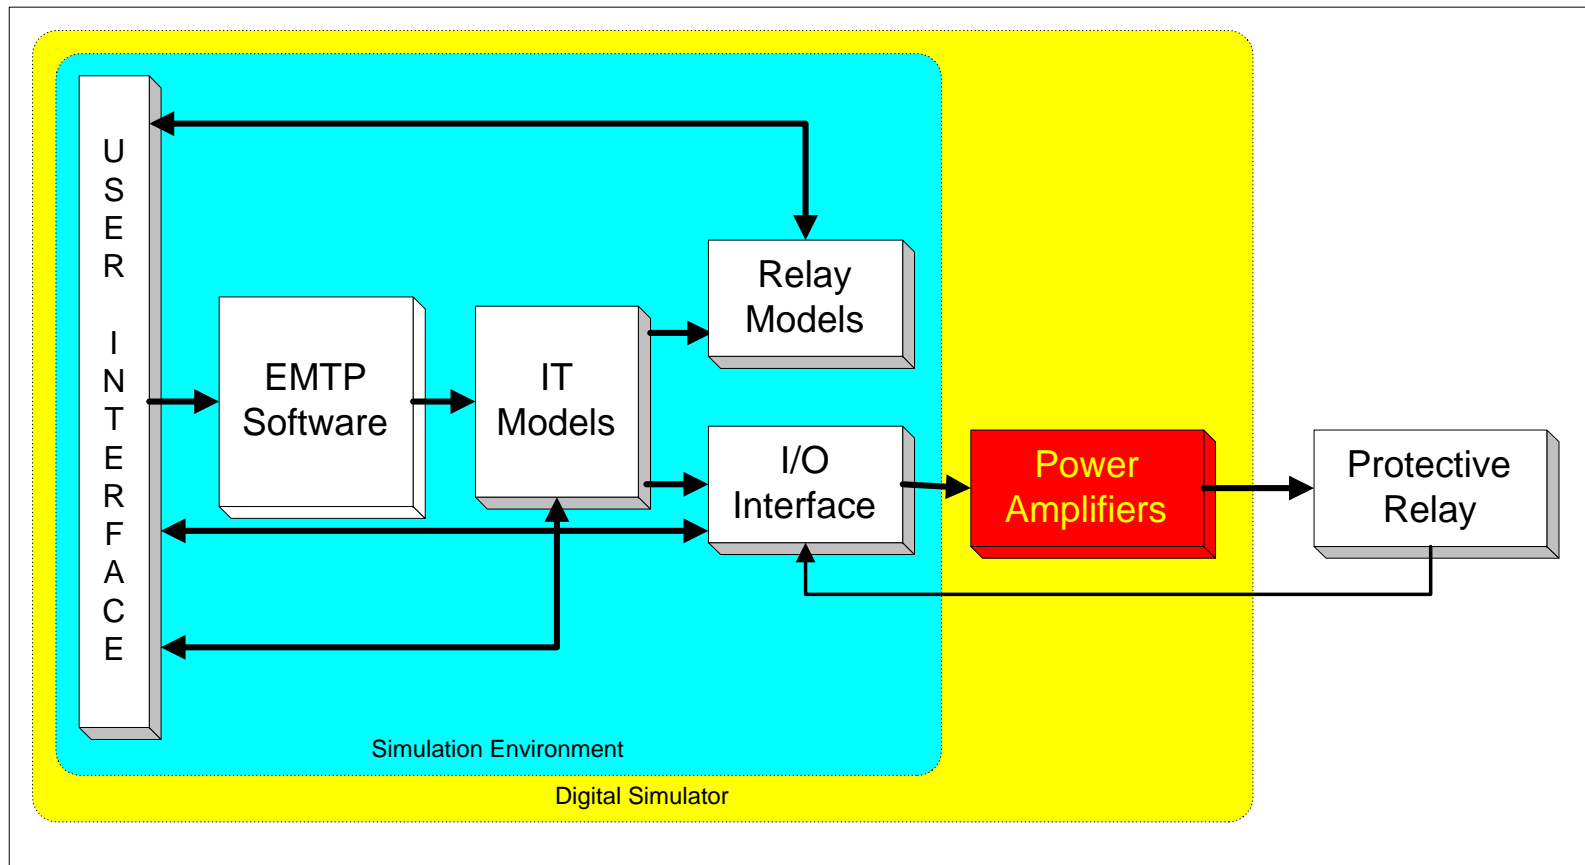 USER INTERFACE
EMTP
Software
IT
Models
Relay
Models
I/O
Interface
Power
Amplifiers
Protective
Relay
Simulation Environment
Digital Simulator